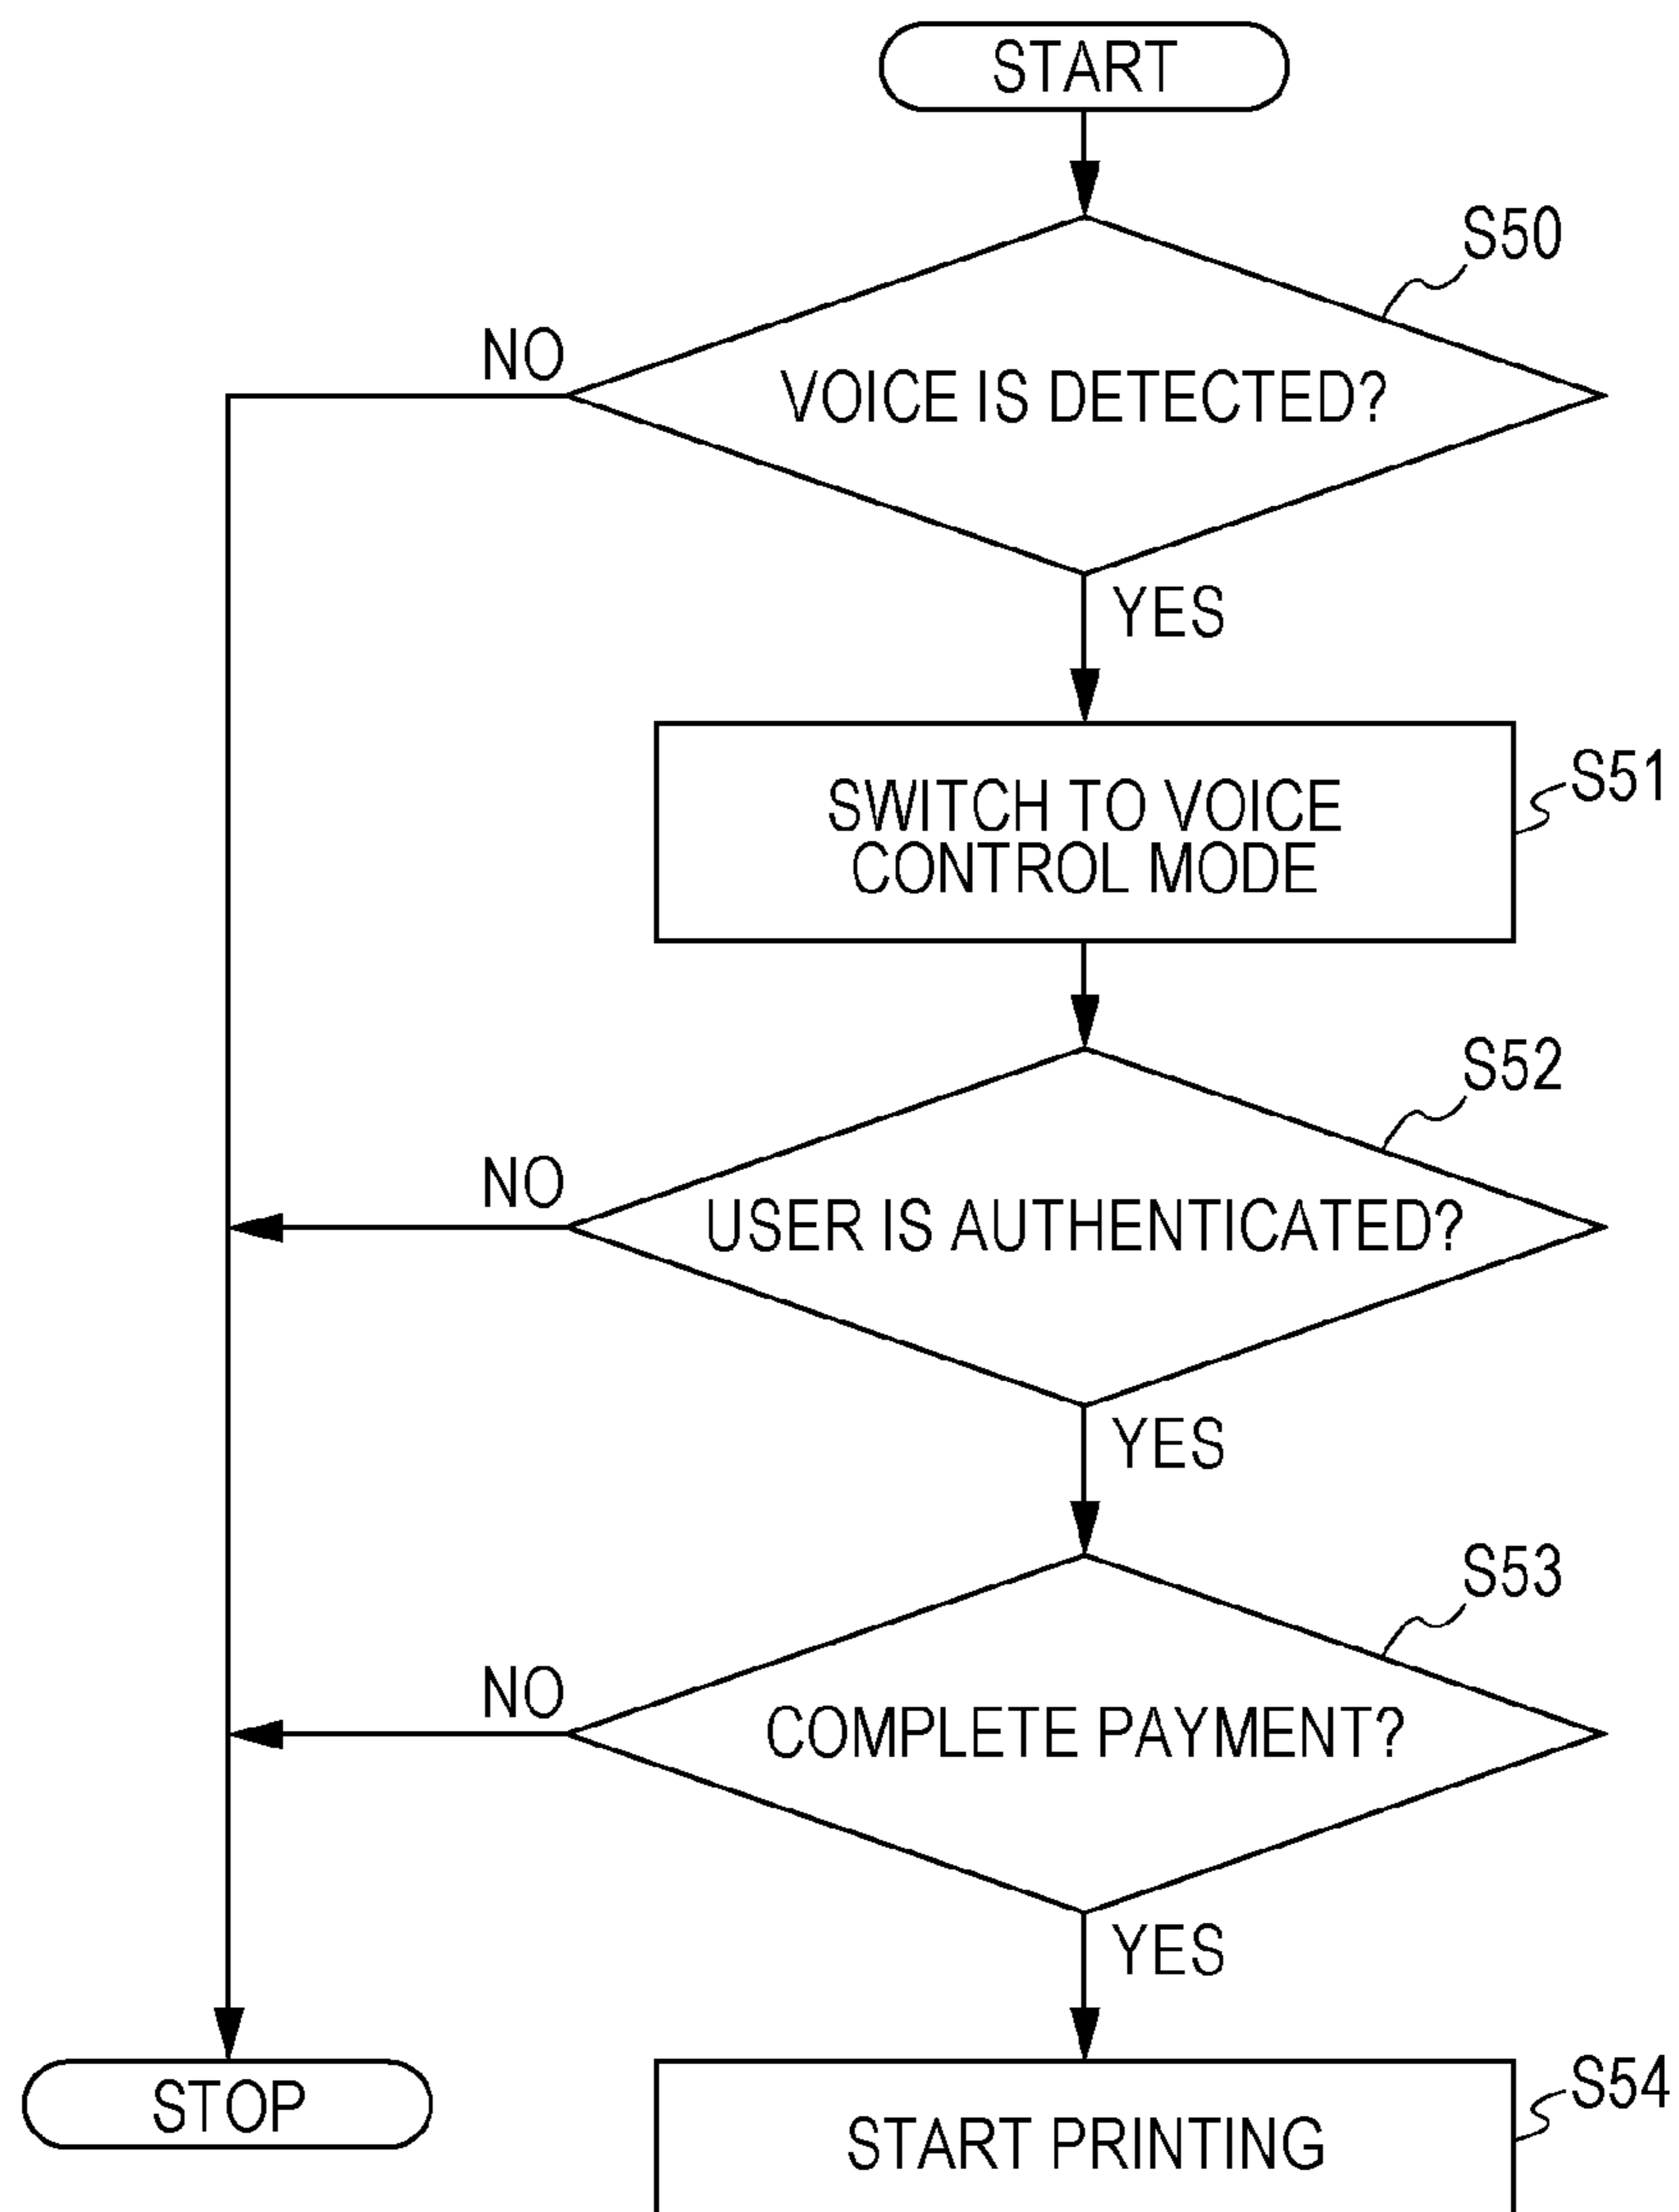 START
S50
NO
VOICE IS DETECTED?
YES
S51
SWITCH TO VOICE
CONTROL MODE
S52
NO
USER IS AUTHENTICATED?
YES
S53
NO
COMPLETE PAYMENT?
YES
S54
STOP
START PRINTING